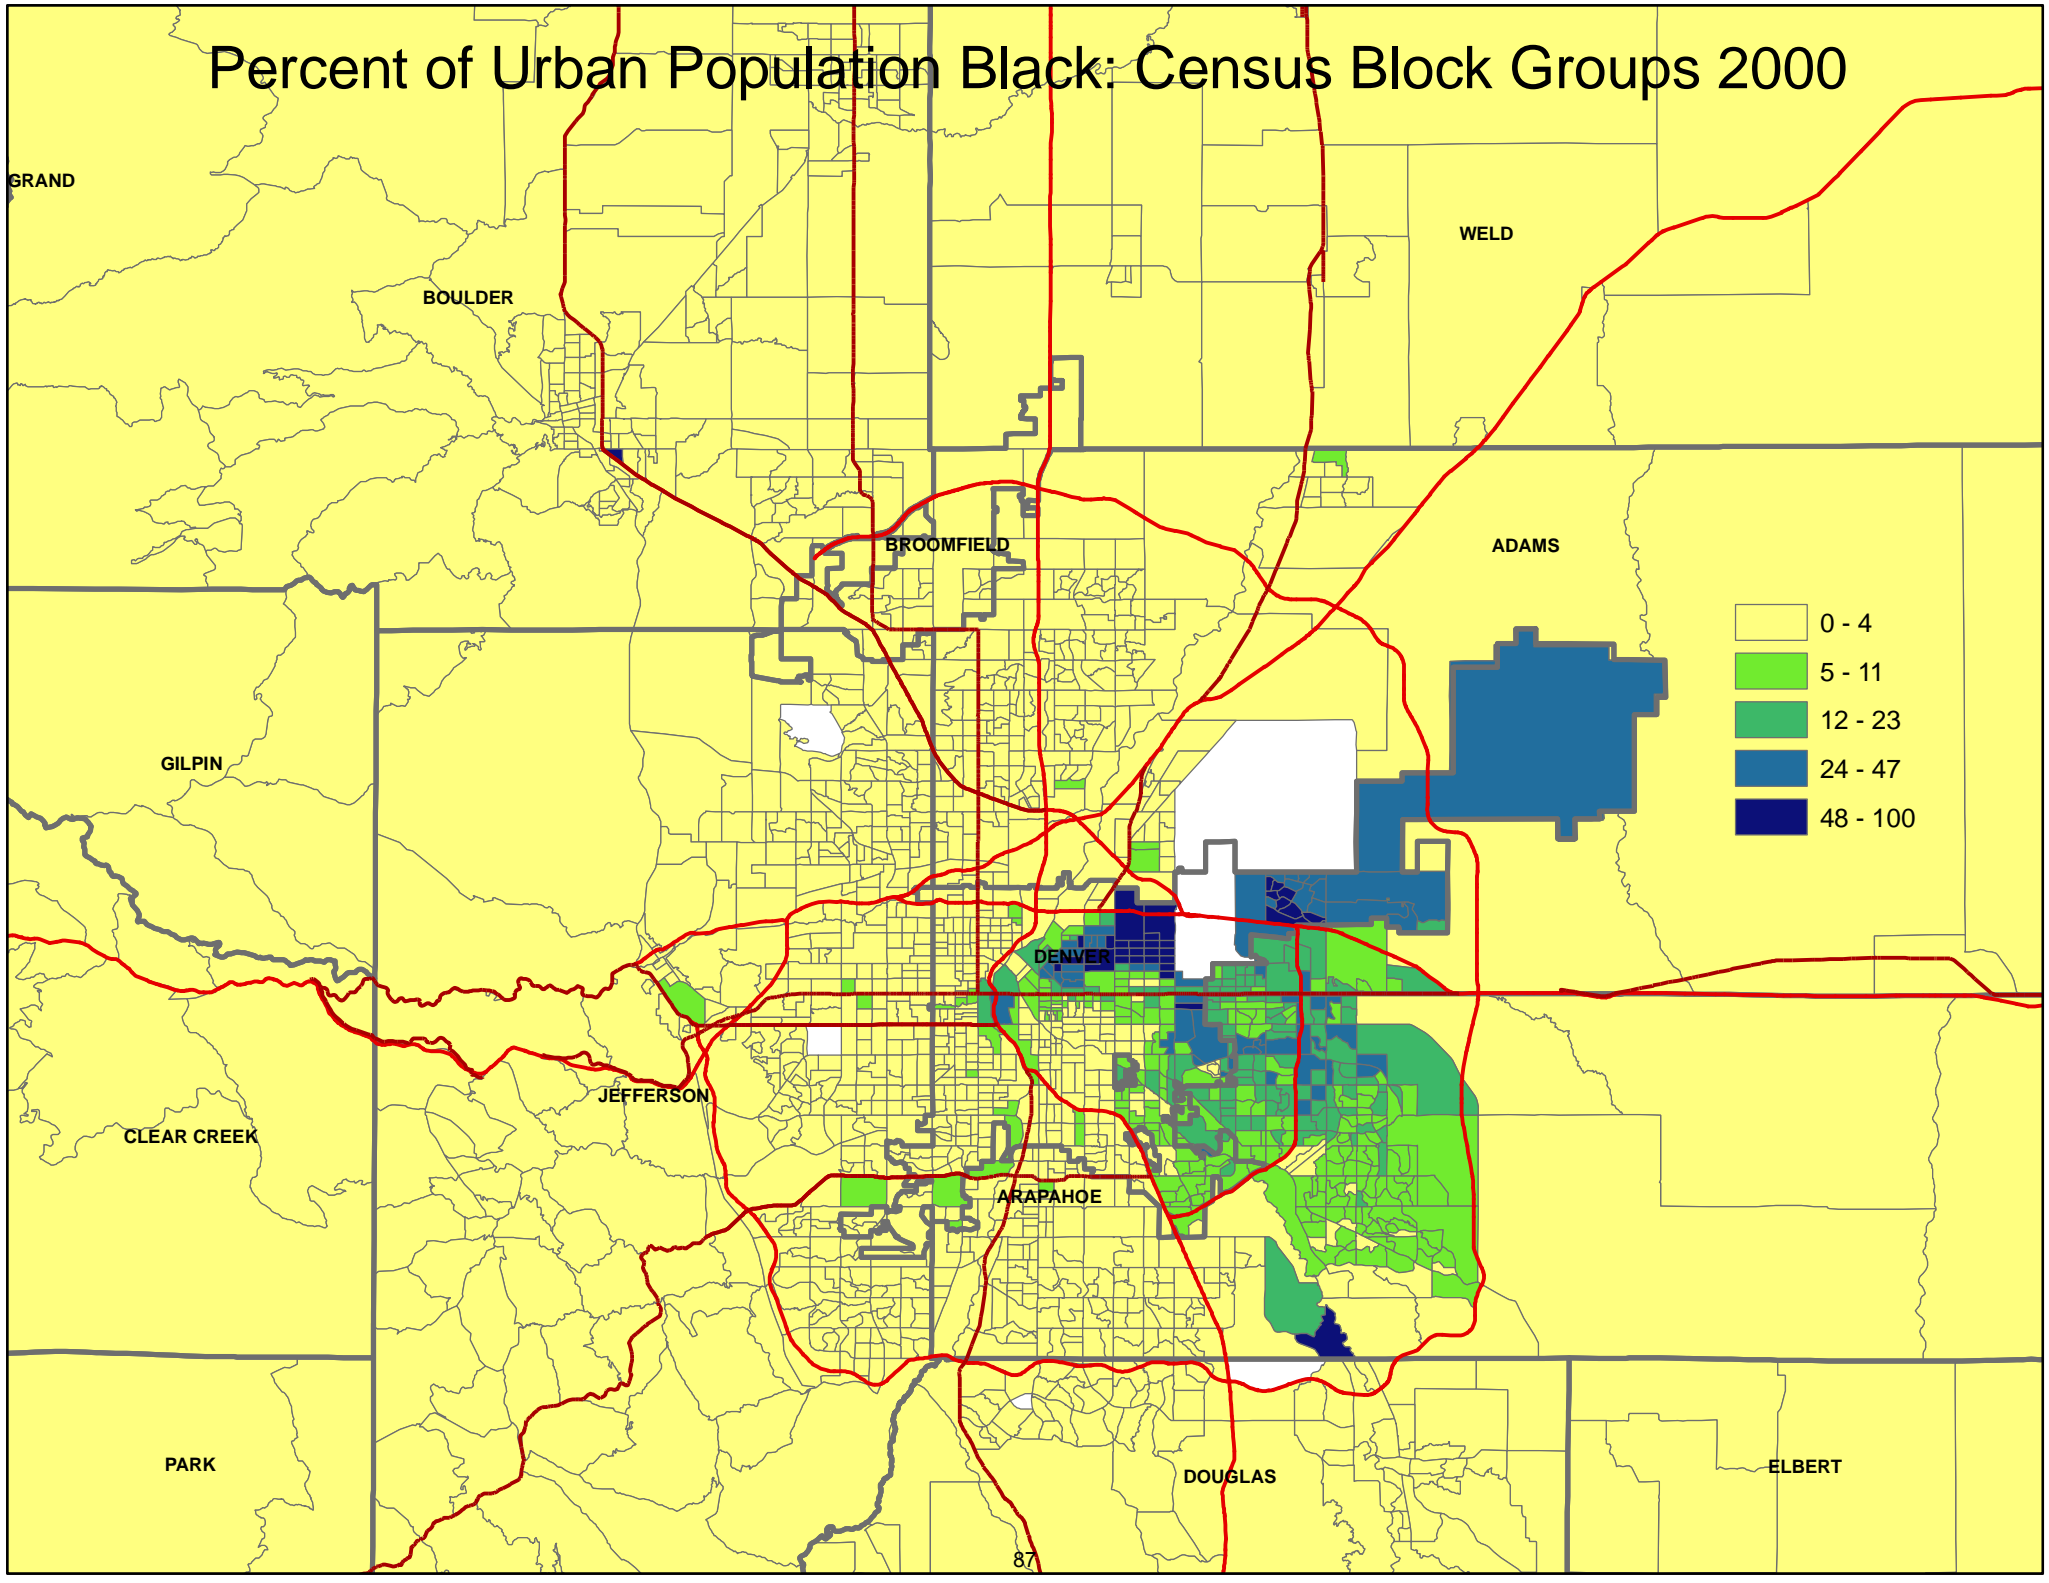 Percent of Urban Population Black: Census Block Groups 2000
GRAND
WELD
BOULDER
BROOMFIELD
ADAMS
0 - 4
5 - 11
12 - 23
24 - 47
48 - 100
GILPIN
DENVER
JEFFERSON
CLEAR CREEK
ARAPAHOE
PARK
DOUGLAS
ELBERT
87